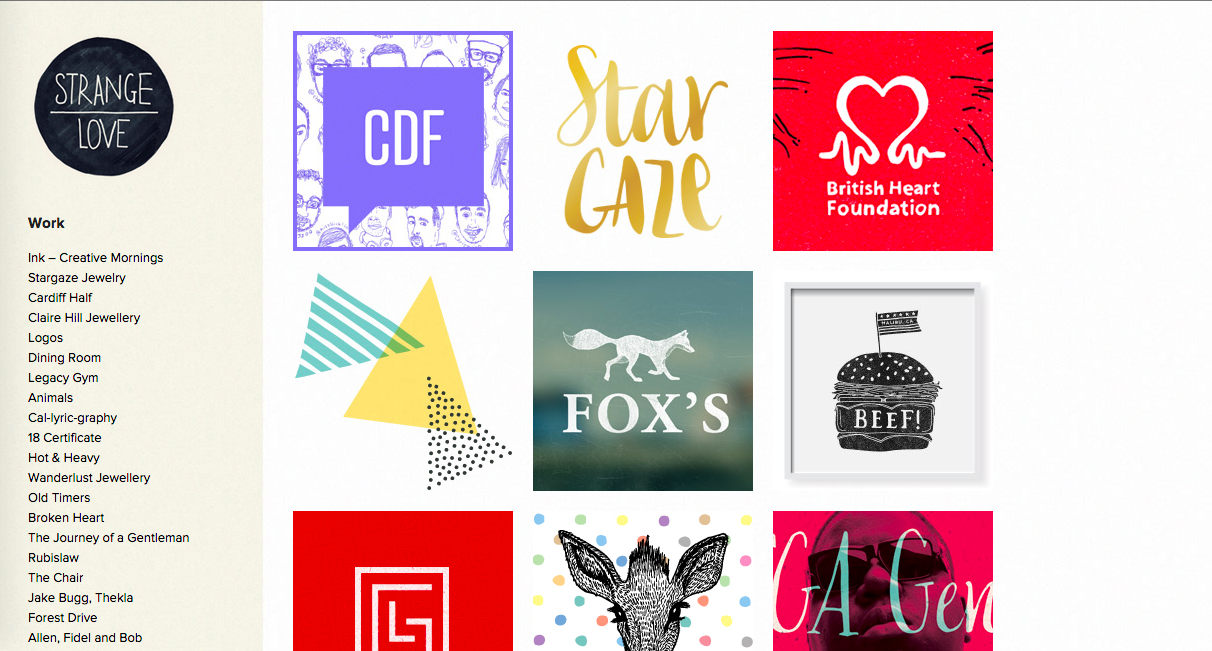 STRANGE
LOVE
Work
Ink – Creative Mornings
Stargaze Jewelry
Cardiff Half
Claire Hill Jewellery
Logos
Dining Room
Legacy Gym
Animals
Cal-lyric-graphy
18 Certificate
Hot & Heavy
Wanderlust Jewellery
Old Timers
Broken Heart
The Journey of a Gentleman
Rubislaw
The Chair
Jake Bugg, Thekla
Forest Drive
Allen, Fidel and Bob
CDF
Star
GAZE
British Heart
Foundation
FOX'S
MALIBU, CA
BEEF!
GA Gen